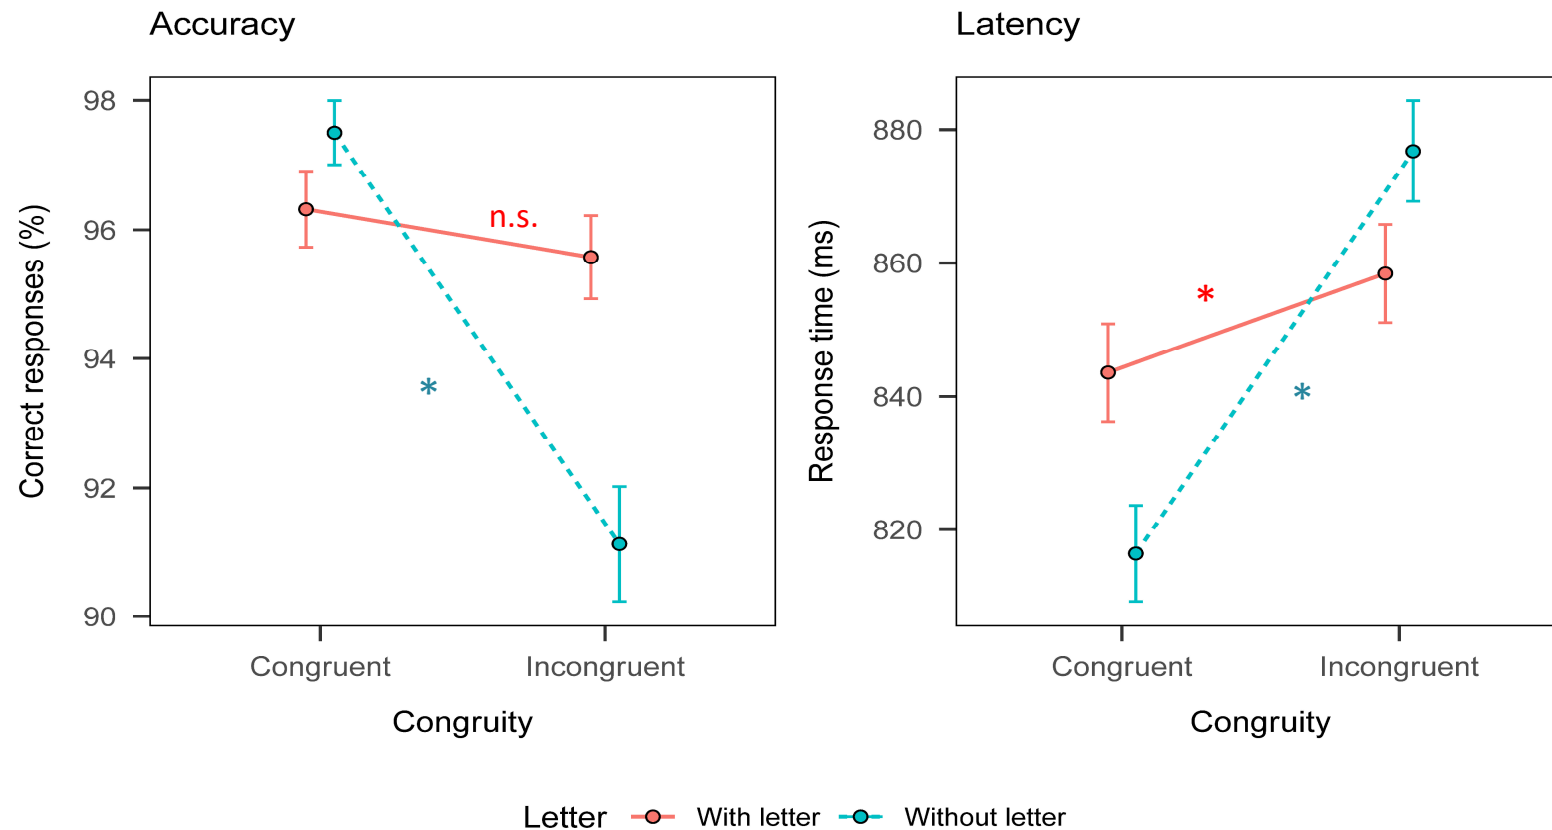 Accuracy
Latency
Correct responses (%)
98
96
94
92
90
n.s.
*
Congruent
Incongruent
Congruity
Response time (ms)
880
860
840
820
*
*
Congruent
Incongruent
Congruity
Letter With letter Without letter